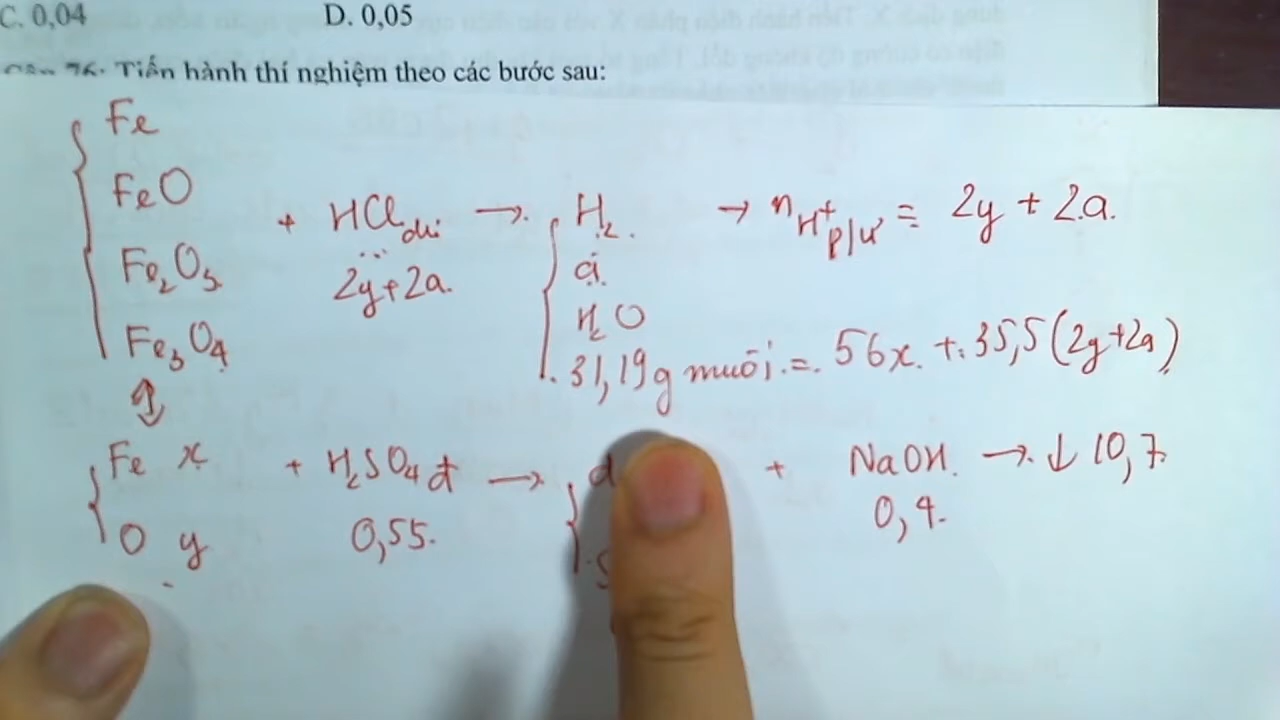 C. 0,04 D. 0,05
Câu 76: Tiến hành thí nghiệm theo các bước sau:
Fe
FeO
Fe₂O₃
Fe₃O₄
+ HCl dư →
2y+2a.
H₂.
a.
H₂O
31,19g muối = 56x + 35,5(2y+2a)
→ nH⁺p/ư = 2y + 2a.
⇕
Fe x + H₂SO₄ đ → d + NaOH. → ↓ 10,7.
O y 0,55. S 0,4.